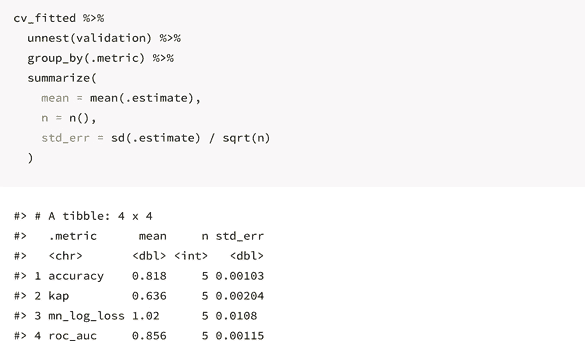 cv_fitted %>%
  unnest(validation) %>%
  group_by(.metric) %>%
  summarize(
    mean = mean(.estimate),
    n = n(),
    std_err = sd(.estimate) / sqrt(n)
  )
#> # A tibble: 4 x 4
#>   .metric      mean     n std_err
#>   <chr>       <dbl> <int>   <dbl>
#> 1 accuracy    0.818     5 0.00103
#> 2 kap         0.636     5 0.00204
#> 3 mn_log_loss 1.02      5 0.0108
#> 4 roc_auc     0.856     5 0.00115